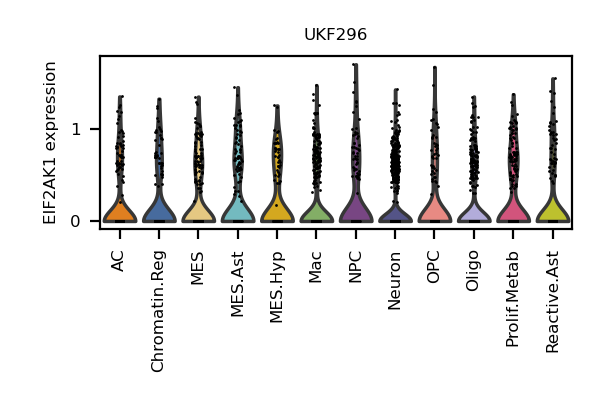 UKF296
EIF2AK1 expression
1
0
AC
Chromatin.Reg
MES
MES.Ast
MES.Hyp
Mac
NPC
Neuron
OPC
Oligo
Prolif.Metab
Reactive.Ast